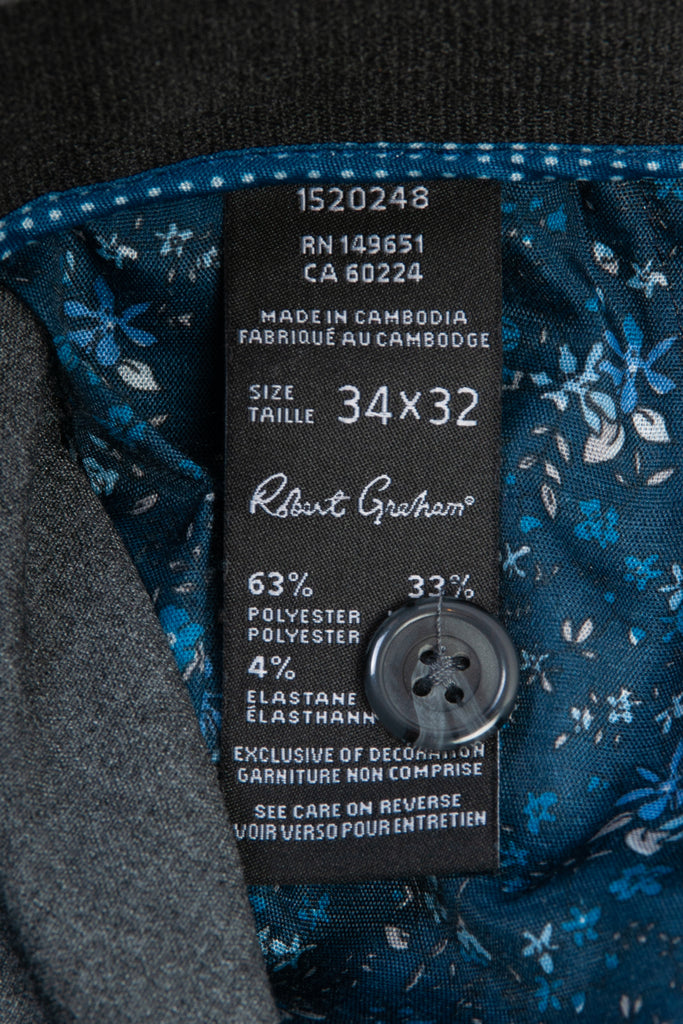 1520248
RN 149651
CA 60224
MADE IN CAMBODIA
FABRIQUÉ AU CAMBODGE
SIZE
TAILLE
34X32
Robert Graham®
63% 33%
POLYESTER
POLYESTER
4%
ELASTANE
ÉLASTHANN
EXCLUSIVE OF DECORATION
GARNITURE NON COMPRISE
SEE CARE ON REVERSE
VOIR VERSO POUR ENTRETIEN